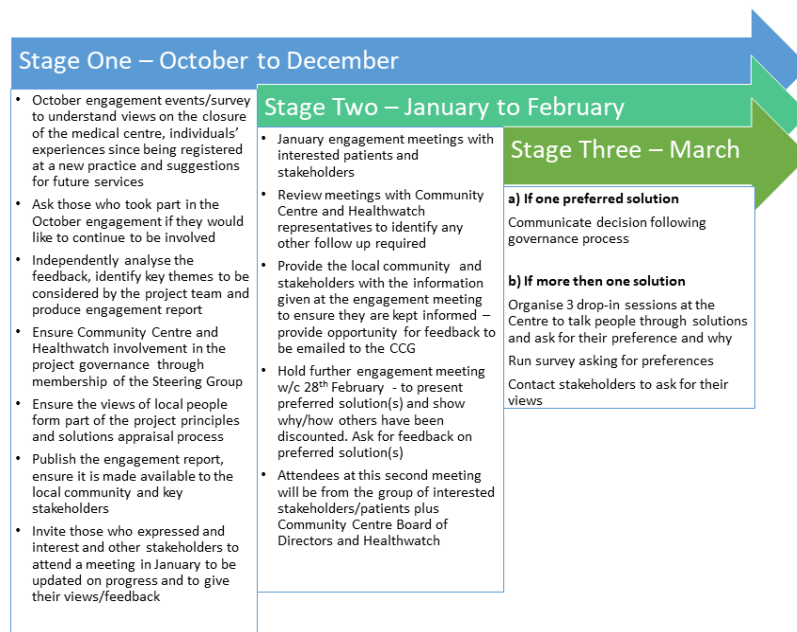 Stage One – October to December
• October engagement events/survey
to understand views on the closure
of the medical centre, individuals’
experiences since being registered
at a new practice and suggestions
for future services
• Ask those who took part in the
October engagement if they would
like to continue to be involved
• Independently analyse the
feedback, identify key themes to be
considered by the project team and
produce engagement report
• Ensure Community Centre and
Healthwatch involvement in the
project governance through
membership of the Steering Group
• Ensure the views of local people
form part of the project principles
and solutions appraisal process
• Publish the engagement report,
ensure it is made available to the
local community and key
stakeholders
• Invite those who expressed and
interest and other stakeholders to
attend a meeting in January to be
updated on progress and to give
their views/feedback
Stage Two – January to February
• January engagement meetings with
interested patients and
stakeholders
• Review meetings with Community
Centre and Healthwatch
representatives to identify any
other follow up required
• Provide the local community and
stakeholders with the information
given at the engagement meeting
to ensure they are kept informed –
provide opportunity for feedback to
be emailed to the CCG
• Hold further engagement meeting
w/c 28th February - to present
preferred solution(s) and show
why/how others have been
discounted. Ask for feedback on
preferred solution(s)
• Attendees at this second meeting
will be from the group of interested
stakeholders/patients plus
Community Centre Board of
Directors and Healthwatch
Stage Three – March
a) If one preferred solution
Communicate decision following
governance process
b) If more then one solution
Organise 3 drop-in sessions at the
Centre to talk people through solutions
and ask for their preference and why
Run survey asking for preferences
Contact stakeholders to ask for their
views